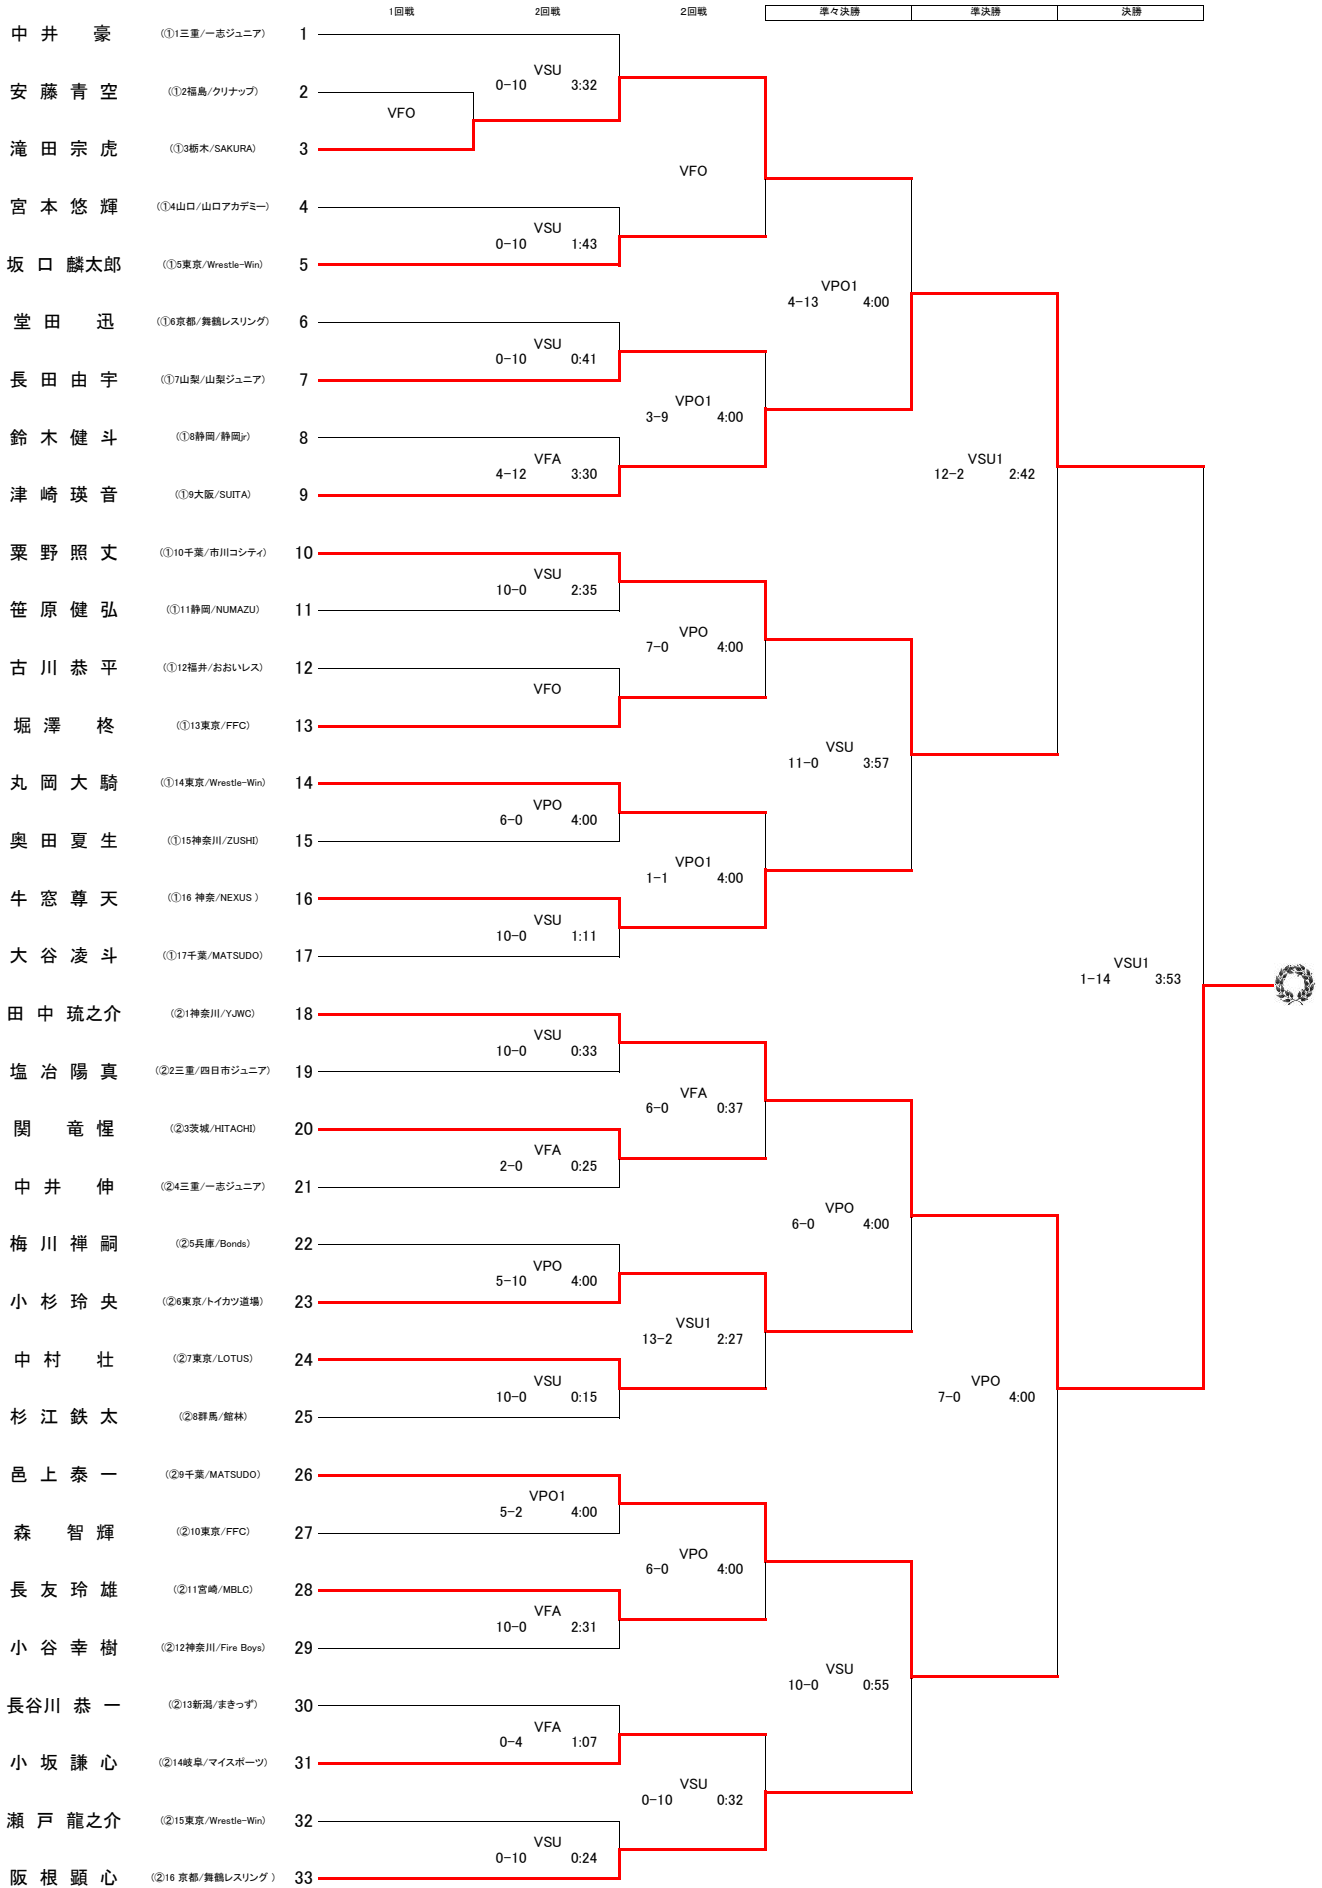 1回戦 2回戦 2回戦 準々決勝 準決勝 決勝
中井 豪 (①1三重/一志ジュニア) 1
VSU
0-10 3:32
安藤青空 (①2福島/クリナップ) 2
VFO
滝田宗虎 (①3栃木/SAKURA) 3
VFO
宮本悠輝 (①4山口/山口アカデミー) 4
VSU
0-10 1:43
坂口麟太郎 (①5東京/Wrestle-Win) 5
VPO1
4-13 4:00
堂田 迅 (①6京都/舞鶴レスリング) 6
VSU
0-10 0:41
長田由宇 (①7山梨/山梨ジュニア) 7
VPO1
3-9 4:00
鈴木健斗 (①8静岡/静岡jr) 8
VFA
4-12 3:30
VSU1
12-2 2:42
津崎瑛音 (①9大阪/SUITA) 9
粟野照丈 (①10千葉/市川コシティ) 10
VSU
10-0 2:35
笹原健弘 (①11静岡/NUMAZU) 11
VPO
7-0 4:00
古川恭平 (①12福井/おおいレス) 12
VFO
堀澤 柊 (①13東京/FFC) 13
VSU
11-0 3:57
丸岡大騎 (①14東京/Wrestle-Win) 14
VPO
6-0 4:00
奥田夏生 (①15神奈川/ZUSHI) 15
VPO1
1-1 4:00
牛窓尊天 (①16 神奈/NEXUS ) 16
VSU
10-0 1:11
大谷凌斗 (①17千葉/MATSUDO) 17
VSU1
1-14 3:53
田中琉之介 (②1神奈川/YJWC) 18
VSU
10-0 0:33
塩冶陽真 (②2三重/四日市ジュニア) 19
VFA
6-0 0:37
関 竜惺 (②3茨城/HITACHI) 20
VFA
2-0 0:25
中井 伸 (②4三重/一志ジュニア) 21
VPO
6-0 4:00
梅川禅嗣 (②5兵庫/Bonds) 22
VPO
5-10 4:00
小杉玲央 (②6東京/トイカツ道場) 23
VSU1
13-2 2:27
中村 壮 (②7東京/LOTUS) 24
VSU
10-0 0:15
VPO
7-0 4:00
杉江鉄太 (②8群馬/館林) 25
邑上泰一 (②9千葉/MATSUDO) 26
VPO1
5-2 4:00
森 智輝 (②10東京/FFC) 27
VPO
6-0 4:00
長友玲雄 (②11宮崎/MBLC) 28
VFA
10-0 2:31
小谷幸樹 (②12神奈川/Fire Boys) 29
VSU
10-0 0:55
長谷川恭一 (②13新潟/まきっず) 30
VFA
0-4 1:07
小坂謙心 (②14岐阜/マイスポーツ) 31
VSU
0-10 0:32
瀬戸龍之介 (②15東京/Wrestle-Win) 32
VSU
0-10 0:24
阪根顕心 (②16 京都/舞鶴レスリング ) 33